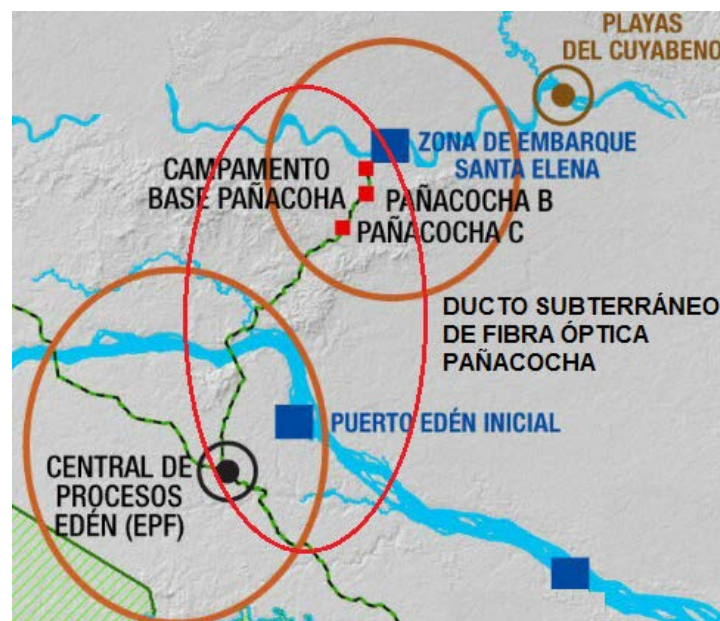 PLAYAS
DEL CUYABENO
ZONA DE EMBARQUE
SANTA ELENA
CAMPAMENTO
BASE PAÑACOHA
PAÑACOCHA B
PAÑACOCHA C
DUCTO SUBTERRÁNEO
DE FIBRA ÓPTICA
PAÑACOCHA
PUERTO EDÉN INICIAL
CENTRAL DE
PROCESOS
EDÉN (EPF)